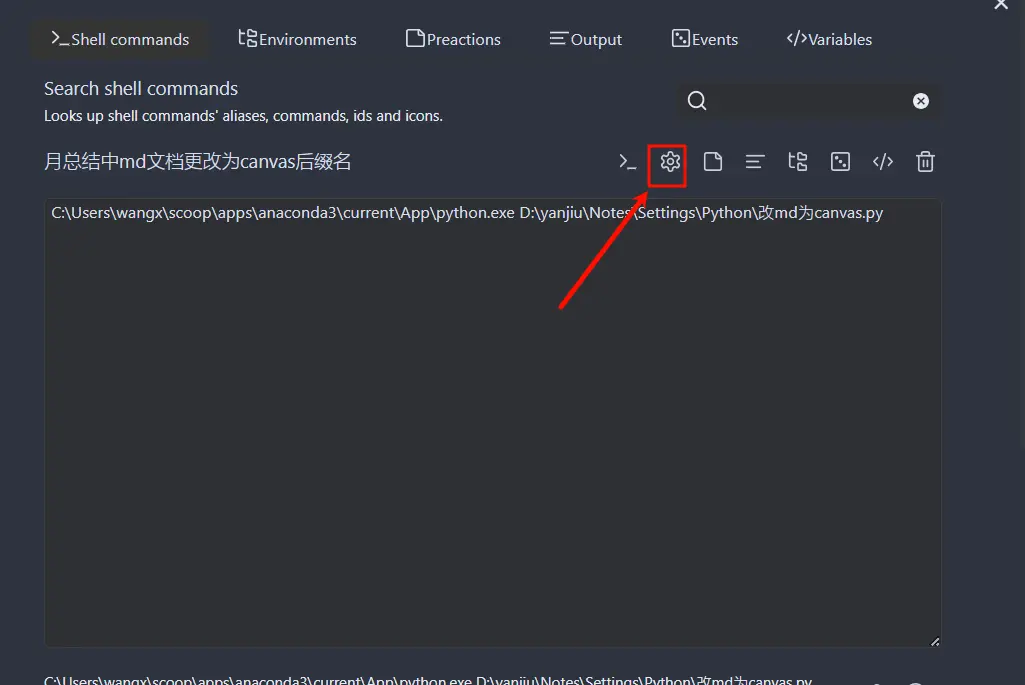 Shell commands Environments Preactions Output Events Variables
Search shell commands
Looks up shell commands' aliases, commands, ids and icons.
月总结中md文档更改为canvas后缀名
C:\Users\wangx\scoop\apps\anaconda3\current\App\python.exe D:\yanjiu\Notes\Settings\Python\改md为canvas.py
C:\Users\wangx\scoop\apps\anaconda3\current\App\python.exe D:\yanjiu\Notes\Settings\Python\改md为canvas.py